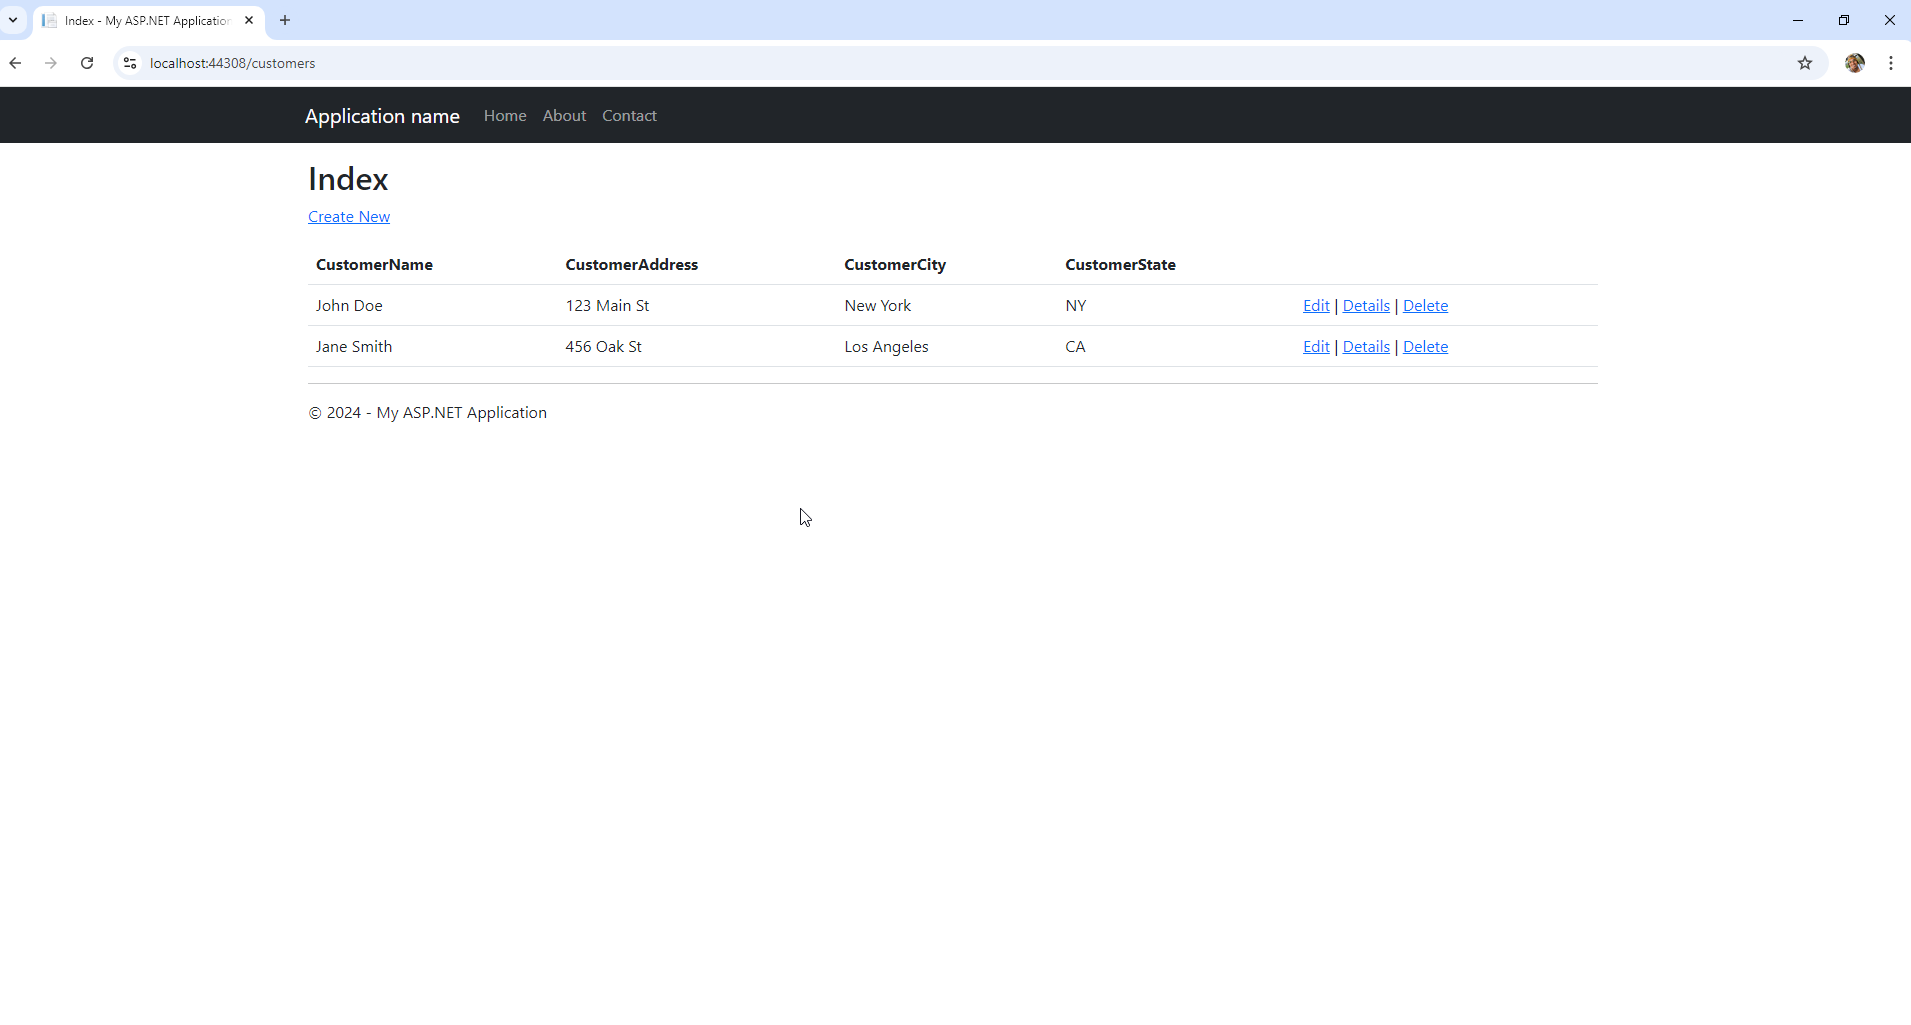 Index - My ASP.NET Application
localhost:44308/customers
Application name Home About Contact
Index
Create New
CustomerName CustomerAddress CustomerCity CustomerState
John Doe 123 Main St New York NY Edit | Details | Delete
Jane Smith 456 Oak St Los Angeles CA Edit | Details | Delete
© 2024 - My ASP.NET Application